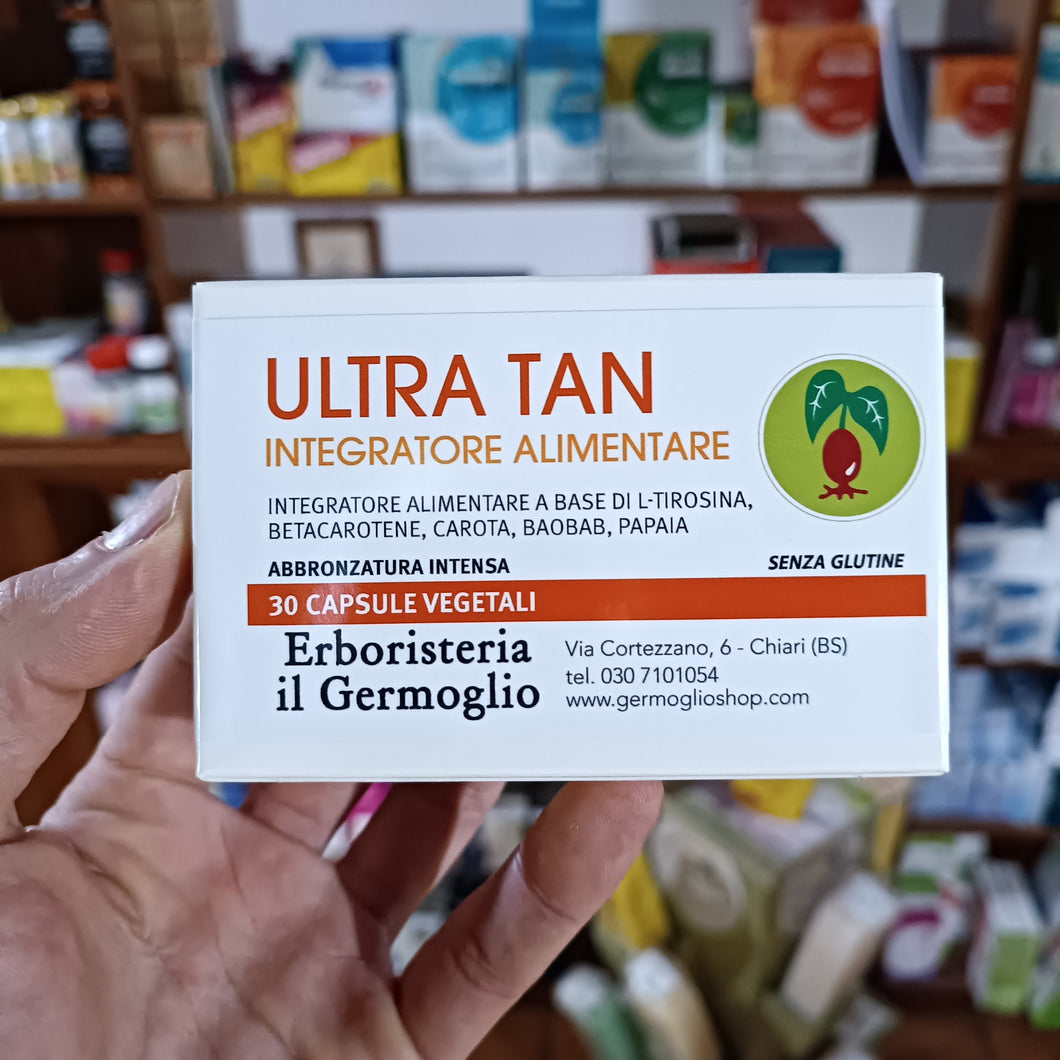 ULTRA TAN
INTEGRATORE ALIMENTARE
INTEGRATORE ALIMENTARE A BASE DI L-TIROSINA,
BETACAROTENE, CAROTA, BAOBAB, PAPAIA
ABBRONZATURA INTENSA
SENZA GLUTINE
30 CAPSULE VEGETALI
Erboristeria
il Germoglio
Via Cortezzano, 6 - Chiari (BS)
tel. 030 7101054
www.germoglioshop.com